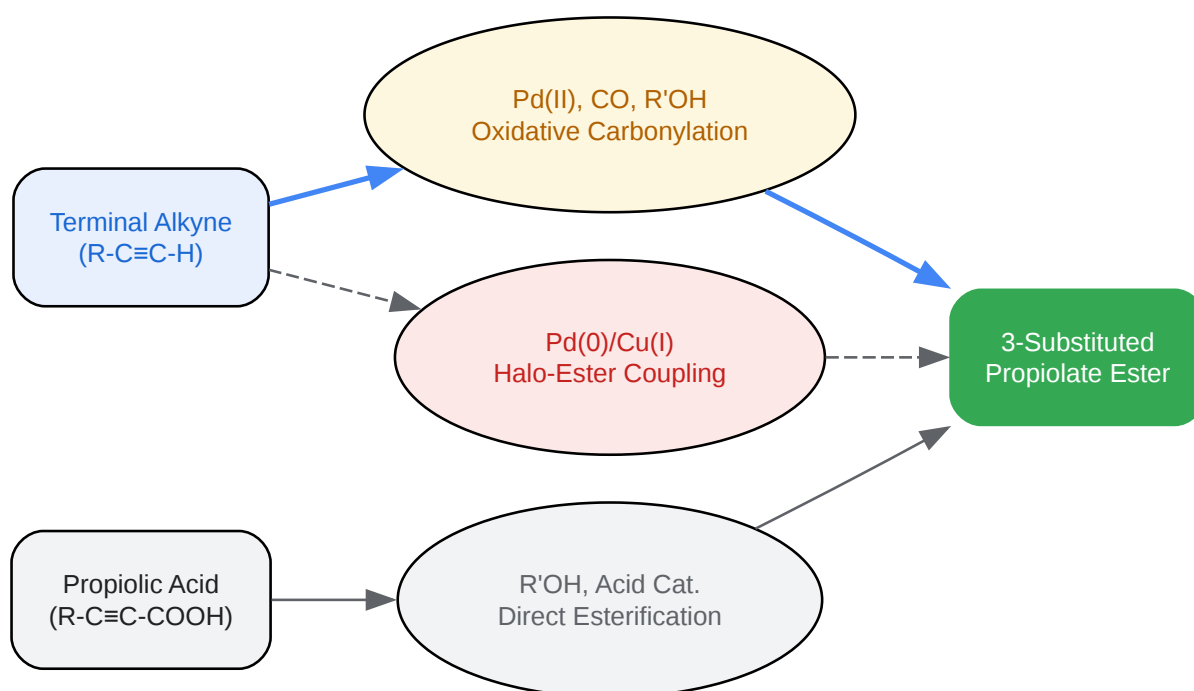 Pd(II), CO, R'OH
Oxidative Carbonylation
Terminal Alkyne
(R-C≡C-H)
Pd(0)/Cu(I)
Halo-Ester Coupling
3-Substituted
Propiolate Ester
Propiolic Acid
(R-C≡C-COOH)
R'OH, Acid Cat.
Direct Esterification